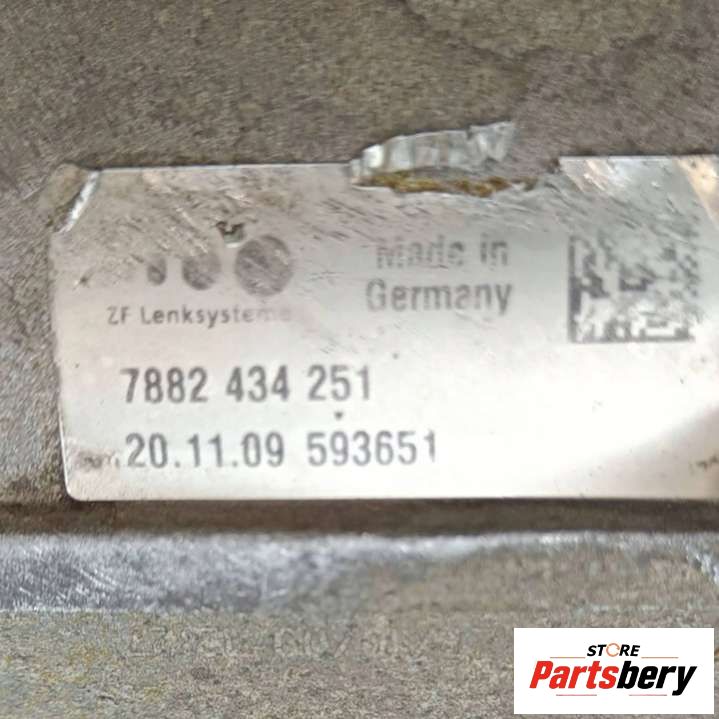 ZF Lenksysteme
Made in
Germany
7882 434 251
20.11.09 593651
STORE
Partsbery